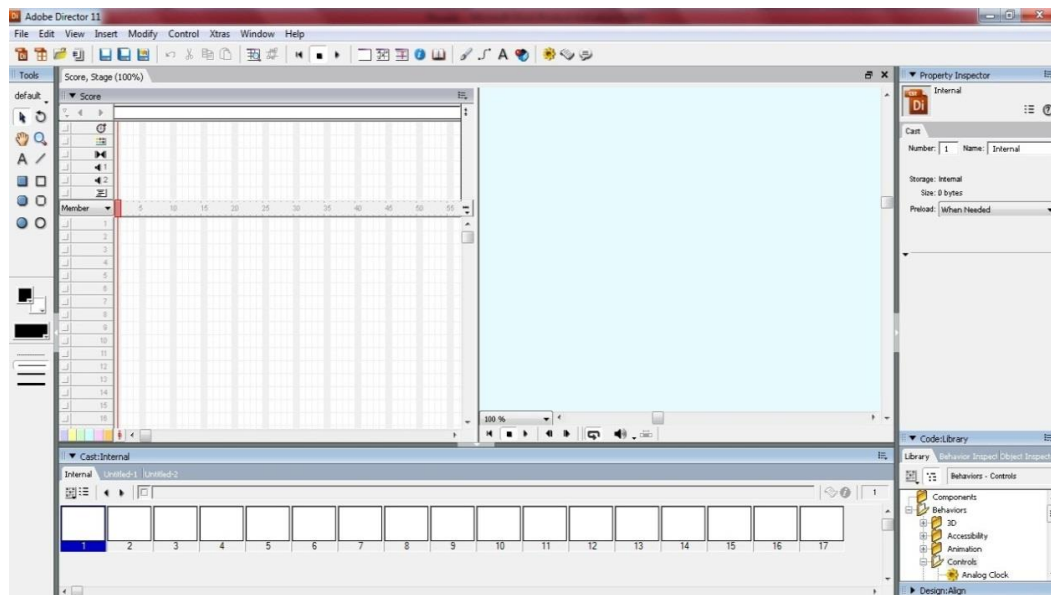 Di Adobe Director 11
File Edit View Insert Modify Control Xtras Window Help
Tools
default
Score, Stage (100%)
Score
1
2
Member
5 10 15 20 25 30 35 40 45 50 55
1
2
3
4
5
6
7
8
9
10
11
12
13
14
15
16
100 %
Property Inspector
Di
Internal
Cast
Number: 1 Name: Internal
Storage: Internal
Size: 0 bytes
Preload: When Needed
Cast:Internal
Internal Untitled-1 Untitled-2
1
1 2 3 4 5 6 7 8 9 10 11 12 13 14 15 16 17
Code:Library
Library Behavior Inspect Object Inspect
Behaviors - Controls
Components
Behaviors
3D
Accessibility
Animation
Controls
Analog Clock
Design:Align